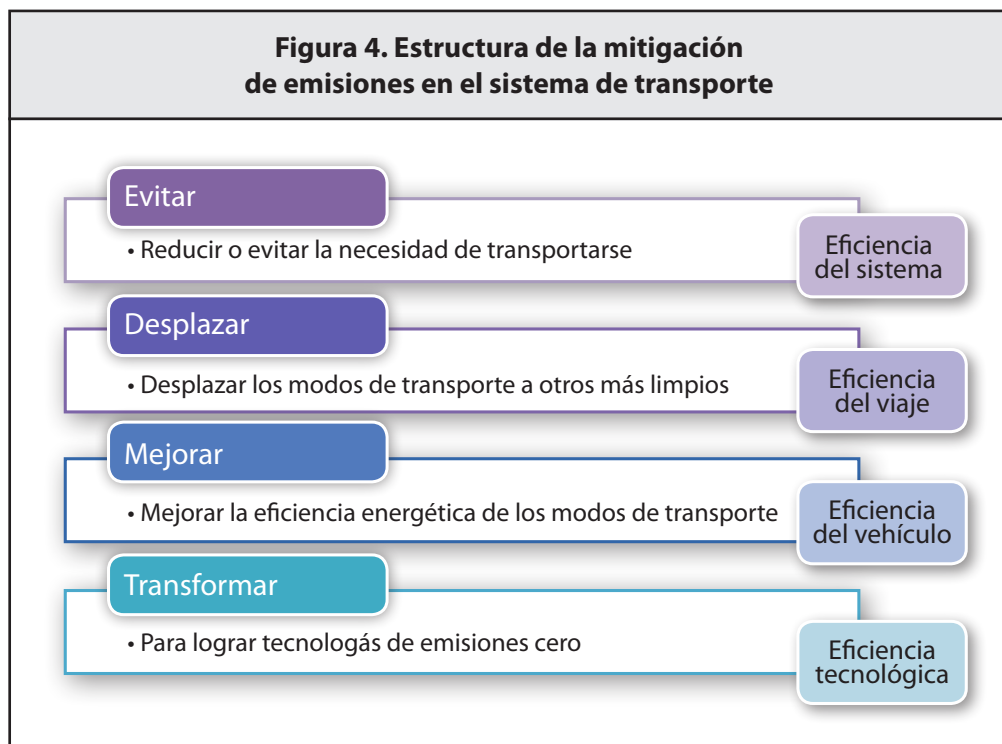 Figura 4. Estructura de la mitigación
de emisiones en el sistema de transporte
Evitar
• Reducir o evitar la necesidad de transportarse
Eficiencia
del sistema
Desplazar
• Desplazar los modos de transporte a otros más limpios
Eficiencia
del viaje
Mejorar
• Mejorar la eficiencia energética de los modos de transporte
Eficiencia
del vehículo
Transformar
• Para lograr tecnologás de emisiones cero
Eficiencia
tecnológica